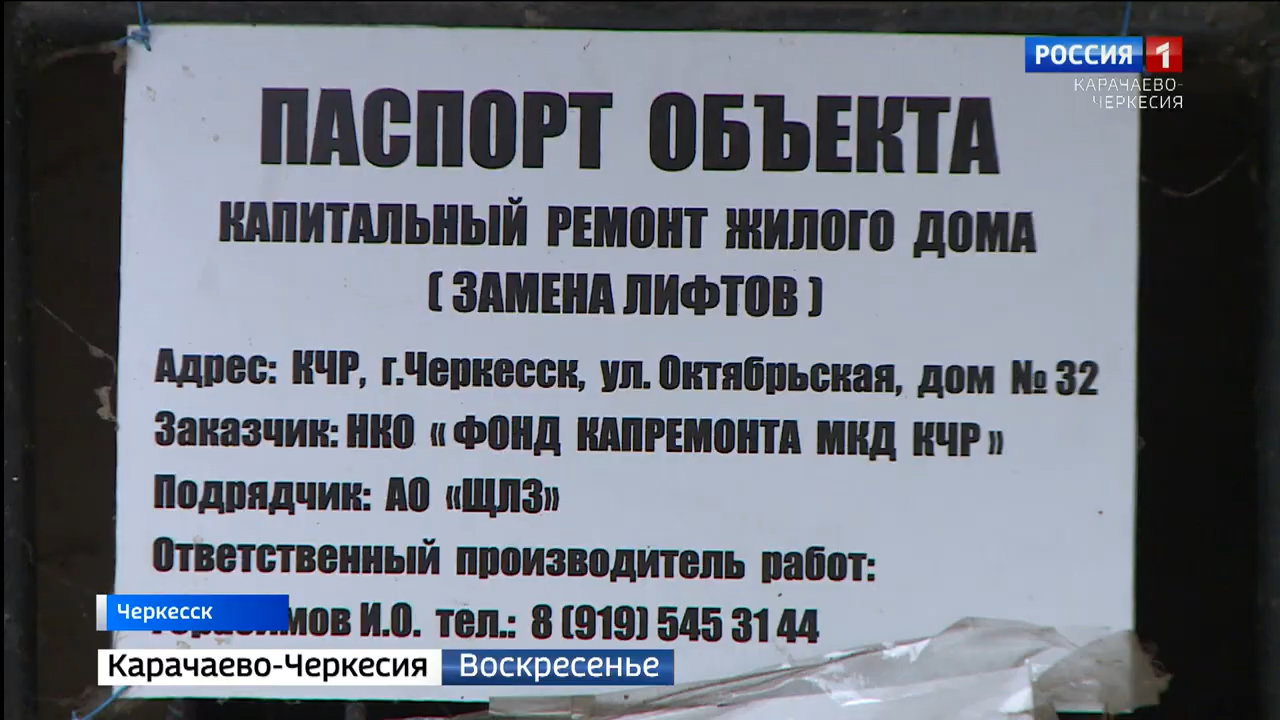 РОССИЯ 1
КАРАЧАЕВО-
ЧЕРКЕСИЯ
ПАСПОРТ ОБЪЕКТА
КАПИТАЛЬНЫЙ РЕМОНТ ЖИЛОГО ДОМА
( ЗАМЕНА ЛИФТОВ )
Адрес: КЧР, г.Черкесск, ул. Октябрьская, дом № 32
Заказчик: НКО « ФОНД КАПРЕМОНТА МКД КЧР »
Подрядчик: АО «ЩЛЗ»
Ответственный производитель работ:
И.О. тел.: 8 (919) 545 31 44
Черкесск
Карачаево-Черкесия Воскресенье